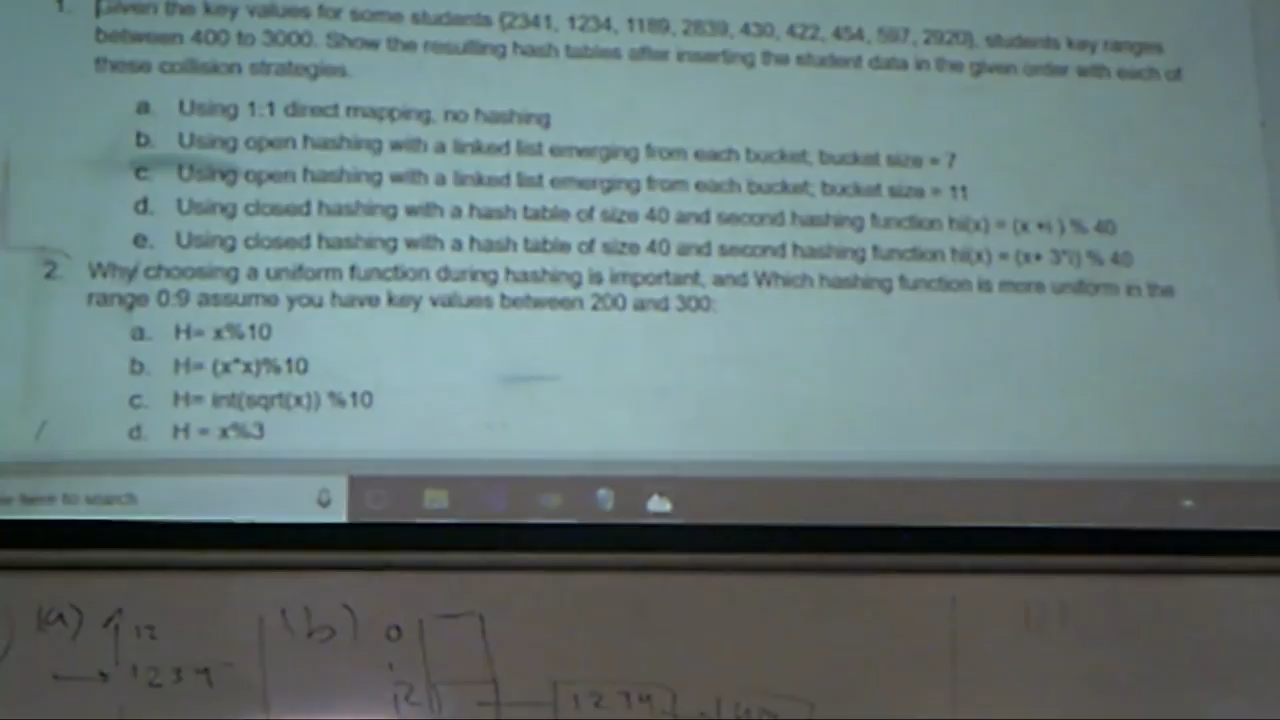 1. Given the key values for some students {2341, 1234, 1189, 2839, 430, 422, 454, 597, 2920}, students key ranges
between 400 to 3000. Show the resulting hash tables after inserting the student data in the given order with each of
these collision strategies.
a. Using 1:1 direct mapping, no hashing
b. Using open hashing with a linked list emerging from each bucket; bucket size = 7
c. Using open hashing with a linked list emerging from each bucket; bucket size = 11
d. Using closed hashing with a hash table of size 40 and second hashing function hi(x) = (x +i ) % 40
e. Using closed hashing with a hash table of size 40 and second hashing function hi(x) = (x+ 3*i) % 40
2. Why choosing a uniform function during hashing is important, and Which hashing function is more uniform in the
range 0:9 assume you have key values between 200 and 300:
a. H= x%10
b. H= (x*x)%10
c. H= int(sqrt(x)) %10
d. H = x%3
here to search
(a) 12
1234
(b) 0